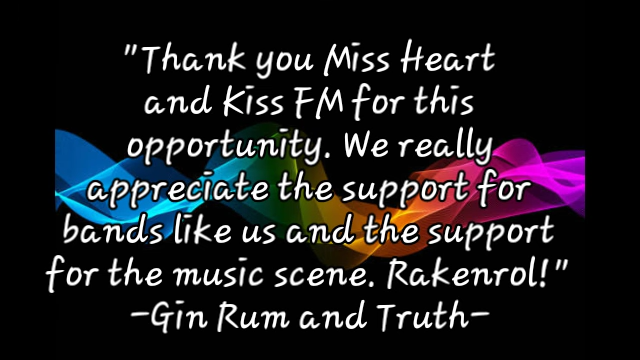 "Thank you Miss Heart
and Kiss FM for this
opportunity. We really
appreciate the support for
bands like us and the support
for the music scene. Rakenrol!"
-Gin Rum and Truth-